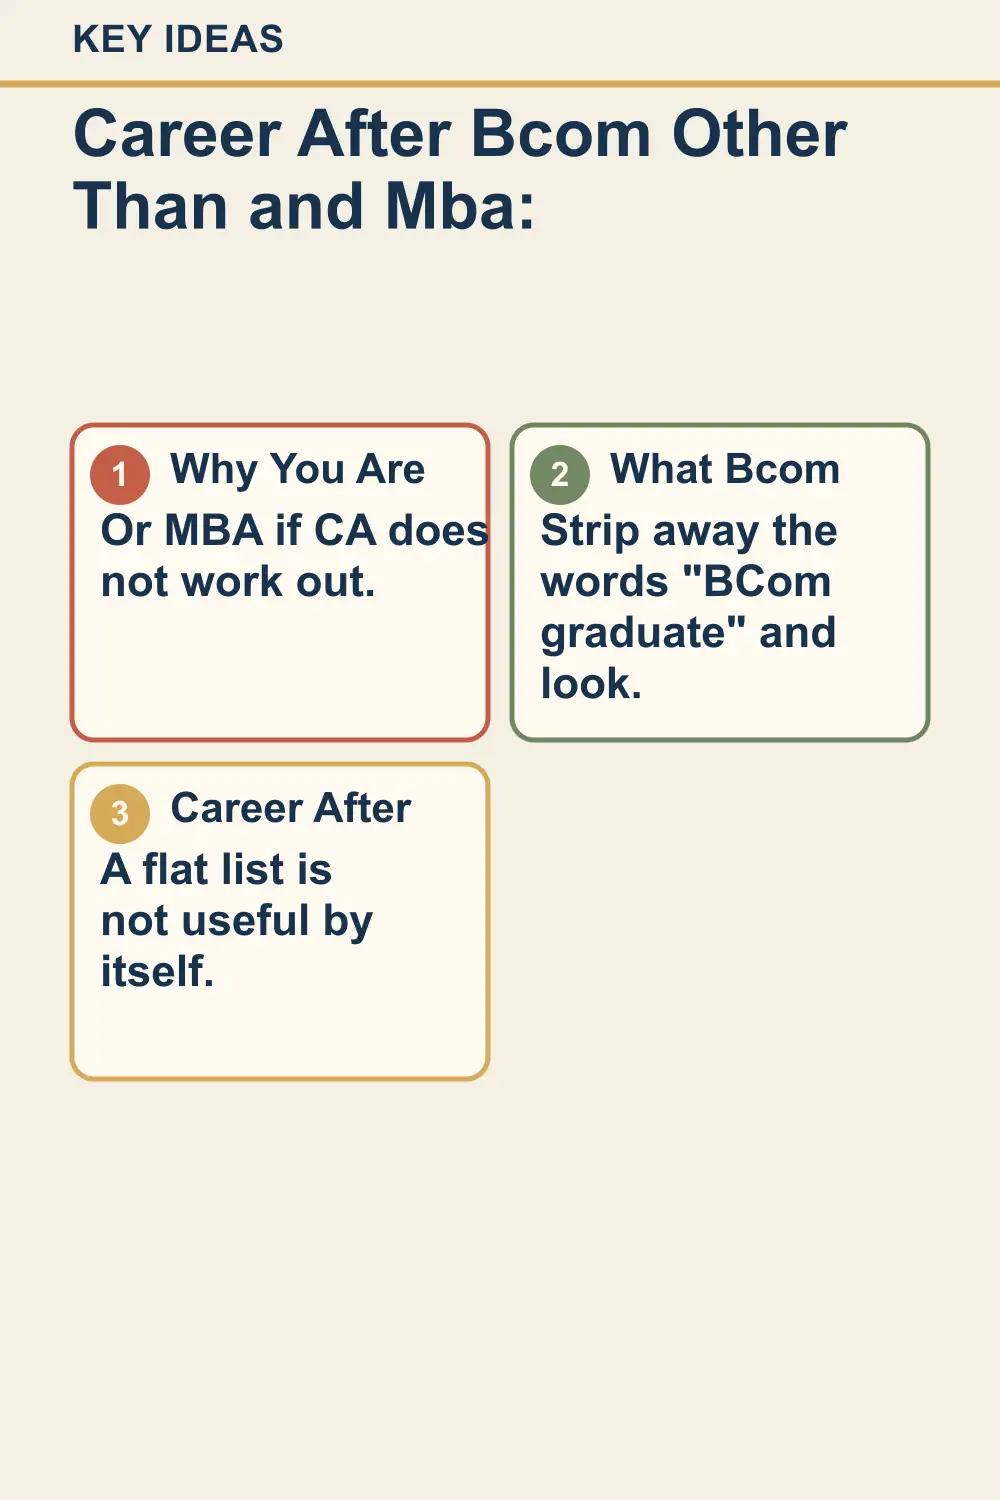 KEY IDEAS
Career After Bcom Other
Than and Mba:
1 Why You Are
Or MBA if CA does
not work out.
2 What Bcom
Strip away the
words "BCom
graduate" and
look.
3 Career After
A flat list is
not useful by
itself.